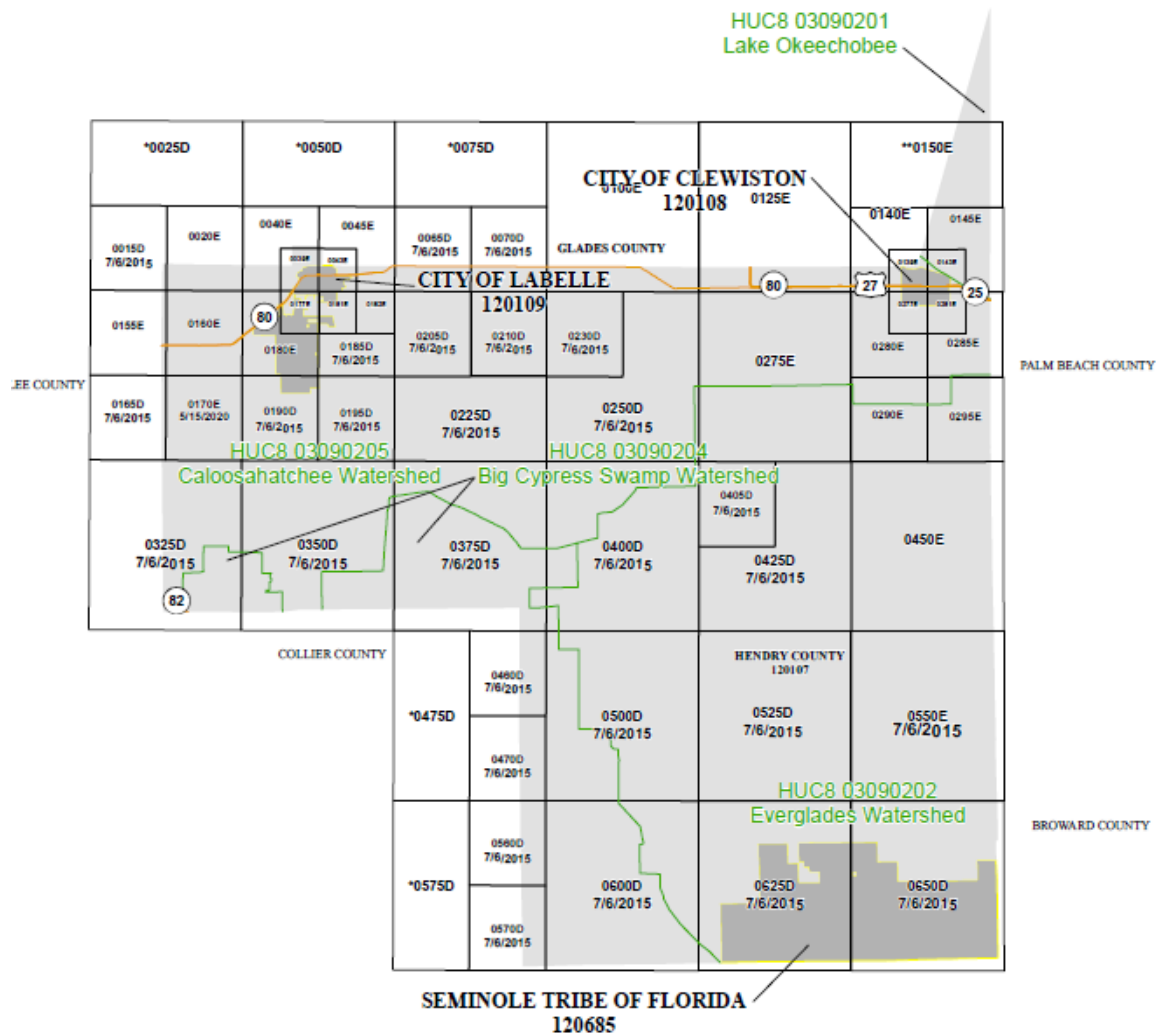 HUC8 03090201
Lake Okeechobee
*0025D
*0050D
*0075D
**0150E
CITY OF CLEWISTON
120108
0100E
0125E
0140E
0145E
0015D
7/6/2015
0020E
0040E
0045E
0065D
7/6/2015
0070D
7/6/2015
GLADES COUNTY
CITY OF LABELLE
120109
80
80
27
25
0155E
0160E
0180E
0185D
7/6/2015
0205D
7/6/2015
0210D
7/6/2015
0230D
7/6/2015
0275E
0280E
0285E
EE COUNTY
PALM BEACH COUNTY
0165D
7/6/2015
0170E
5/15/2020
0190D
7/6/2015
0195D
7/6/2015
0225D
7/6/2015
0250D
7/6/2015
0290E
0295E
HUC8 03090205
Caloosahatchee Watershed
HUC8 03090204
Big Cypress Swamp Watershed
0405D
7/6/2015
0325D
7/6/2015
0350D
7/6/2015
0375D
7/6/2015
0400D
7/6/2015
0425D
7/6/2015
0450E
82
COLLIER COUNTY
HENDRY COUNTY
120107
0460D
7/6/2015
*0475D
0470D
7/6/2015
0500D
7/6/2015
0525D
7/6/2015
0550E
7/6/2015
HUC8 03090202
Everglades Watershed
BROWARD COUNTY
0560D
7/6/2015
*0575D
0570D
7/6/2015
0600D
7/6/2015
0625D
7/6/2015
0650D
7/6/2015
SEMINOLE TRIBE OF FLORIDA
120685